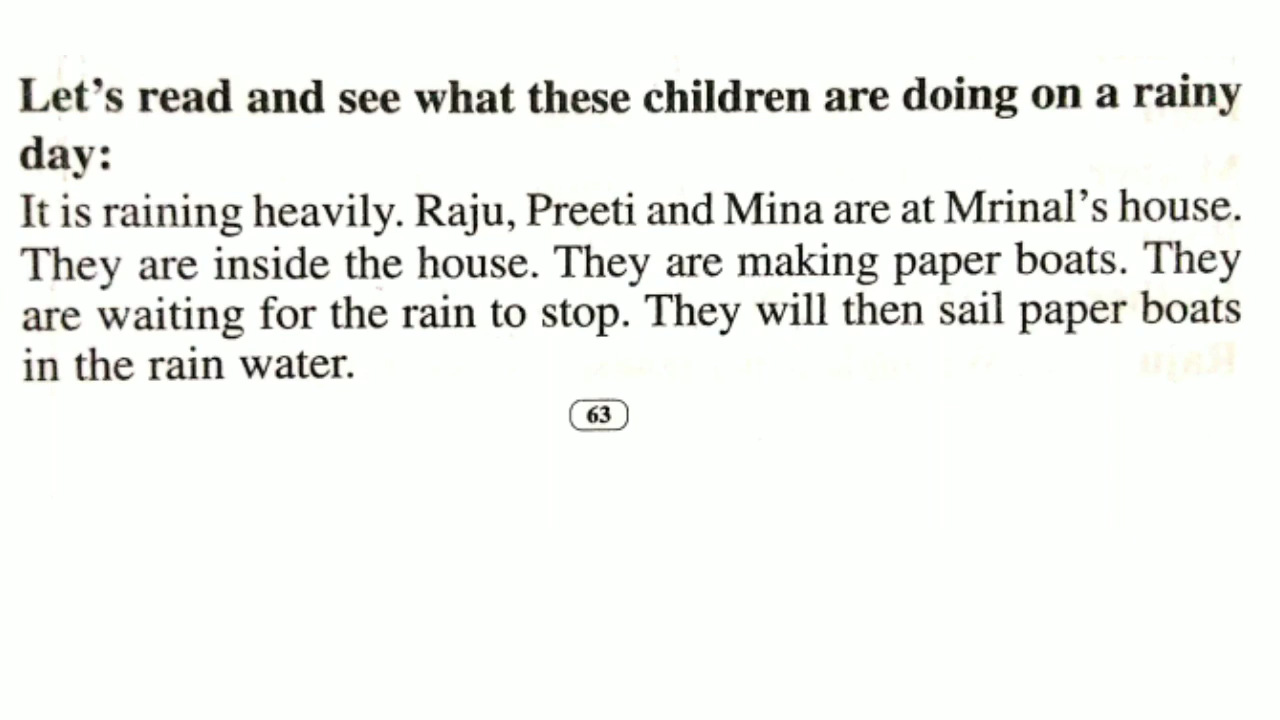 Let's read and see what these children are doing on a rainy
day:
It is raining heavily. Raju, Preeti and Mina are at Mrinal's house.
They are inside the house. They are making paper boats. They
are waiting for the rain to stop. They will then sail paper boats
in the rain water.
63